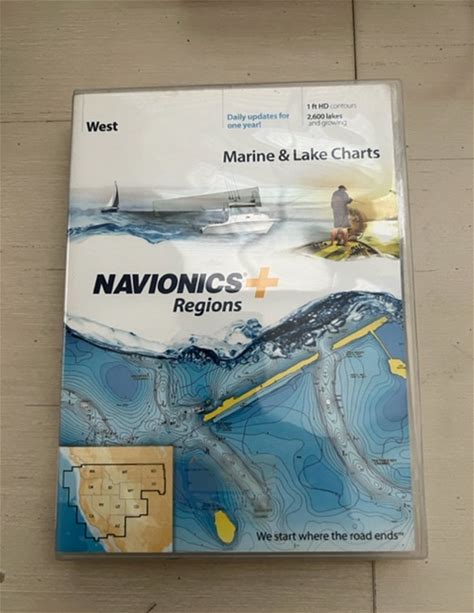 West
Daily updates for
one year!
1 ft HD contours
2,600 lakes
and growing
Marine & Lake Charts
NAVIONICS+
Regions
We start where the road ends™